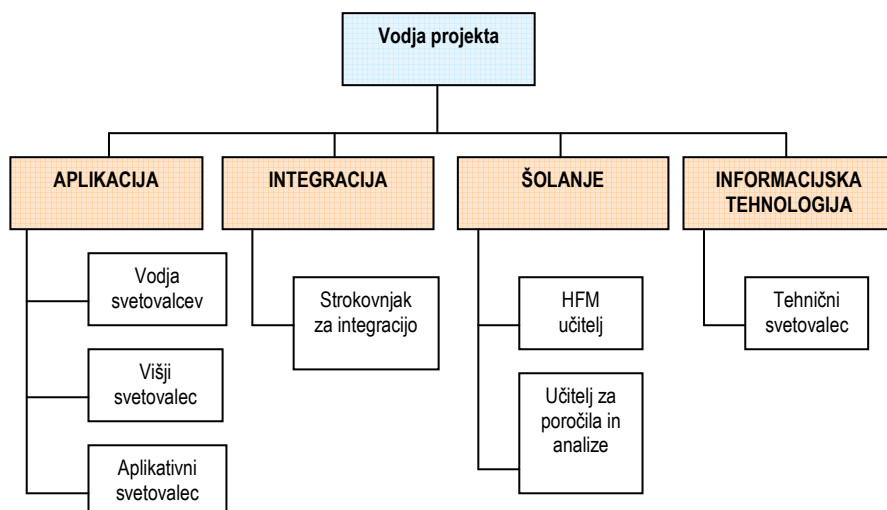 Vodja projekta
APLIKACIJA
Vodja
svetovalcev
Višji
svetovalec
Aplikativni
svetovalec
INTEGRACIJA
Strokovnjak
za integracijo
ŠOLANJE
HFM
učitelj
Učitelj za
poročila in
analize
INFORMACIJSKA
TEHNOLOGIJA
Tehnični
svetovalec